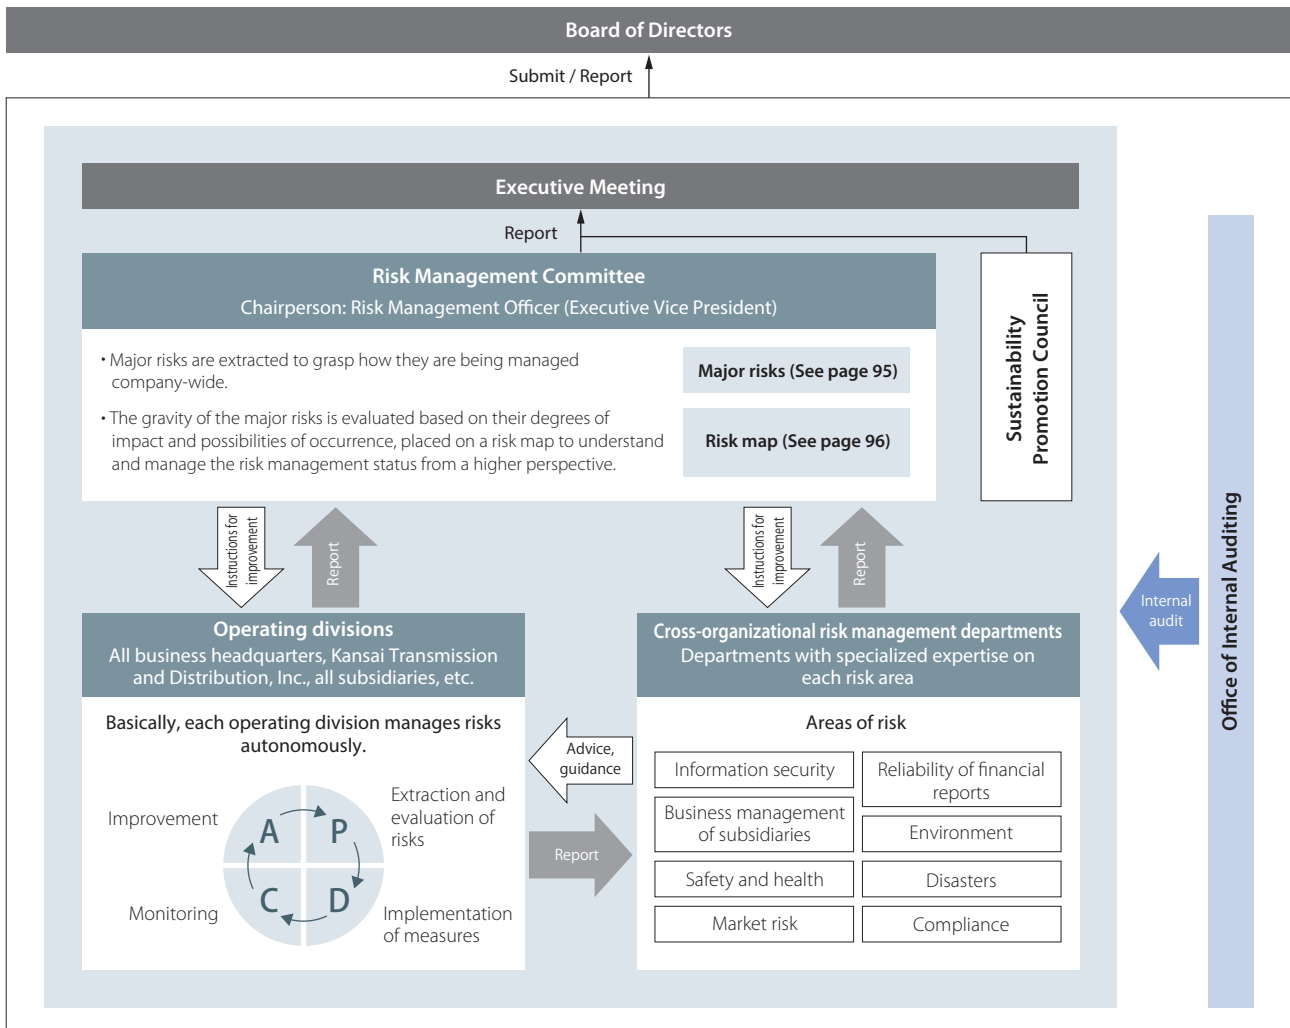 Board of Directors
Submit / Report
Executive Meeting
Report
Risk Management Committee
Chairperson: Risk Management Officer (Executive Vice President)
• Major risks are extracted to grasp how they are being managed
company-wide.
• The gravity of the major risks is evaluated based on their degrees of
impact and possibilities of occurrence, placed on a risk map to understand
and manage the risk management status from a higher perspective.
Major risks (See page 95)
Risk map (See page 96)
Sustainability
Promotion Council
Instructions for
improvement
Report
Instructions for
improvement
Report
Operating divisions
All business headquarters, Kansai Transmission
and Distribution, Inc., all subsidiaries, etc.
Basically, each operating division manages risks
autonomously.
Improvement
Extraction and
evaluation of
risks
A
P
C
D
Monitoring
Implementation
of measures
Advice,
guidance
Report
Cross-organizational risk management departments
Departments with specialized expertise on
each risk area
Areas of risk
Information security
Business management
of subsidiaries
Safety and health
Market risk
Reliability of financial
reports
Environment
Disasters
Compliance
Internal
audit
Office of Internal Auditing